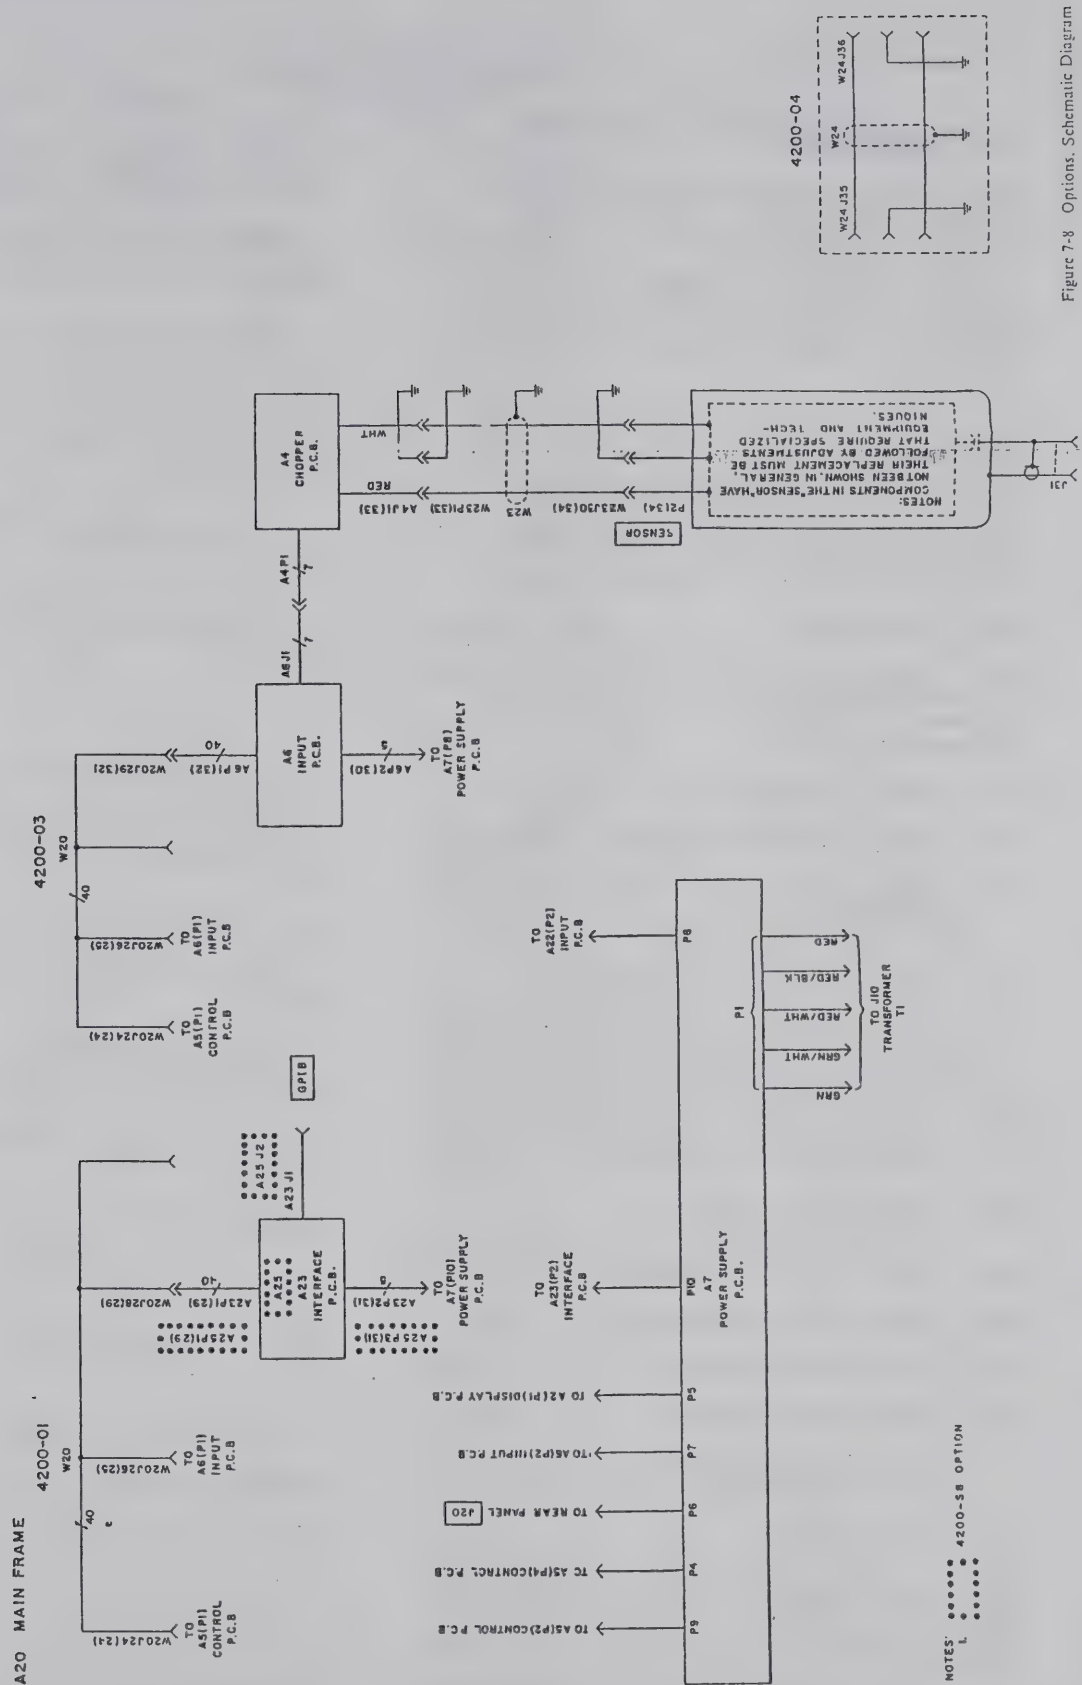 A20 MAIN FRAME
4200-01
W20
40
W20J24(24)
TO
A5(P1)
CONTROL
P.C.B
W20J26(25)
TO
A6(P1)
INPUT
P.C.B
W20J28(29)
A23P1(29)
40
A25P1(29)
A25
A23
INTERFACE
P.C.B.
A25 J2
A23 J1
GPIB
A23P2(31)
A25P3(31)
TO
A7(P10)
POWER SUPPLY
P.C.B
4200-03
W20
40
W20J24(24)
TO
A5(P1)
CONTROL
P.C.B
W20J26(25)
TO
A6(P1)
INPUT
P.C.B
W20J29(32)
A6P1(32)
40
A6
INPUT
P.C.B.
A6J1
7
A4P1
7
A6P2(30)
TO
A7(P8)
POWER SUPPLY
P.C.B
A4
CHOPPER
P.C.B.
RED
WHT
A4J1(33)
W23P1(33)
W23
W23J30(34)
P2(34)
SENSOR
NOTES:
COMPONENTS IN THE "SENSOR" HAVE
NOT BEEN SHOWN. IN GENERAL,
THEIR REPLACEMENT MUST BE
FOLLOWED BY ADJUSTMENTS
THAT REQUIRE SPECIALIZED
EQUIPMENT AND TECH-
NIQUES.
J31
4200-04
W24J35
W24
W24J36
TO A5(P2)CONTROL P.C.B
P9
TO A5(P4)CONTROL P.C.B
P4
TO REAR PANEL J20
P6
TO A6(P2)INPUT P.C.B
P7
TO A2(P1)DISPLAY P.C.B
P5
TO
A23(P2)
INTERFACE
P.C.B
P10
A7
POWER SUPPLY
P.C.B.
TO
A22(P2)
INPUT
P.C.B
P8
P1
GRN
GRN/WHT
RED/WHT
RED/BLK
RED
TO J10
TRANSFORMER
T1
NOTES:
1. 4200-S8 OPTION
Figure 7-8 Options, Schematic Diagram